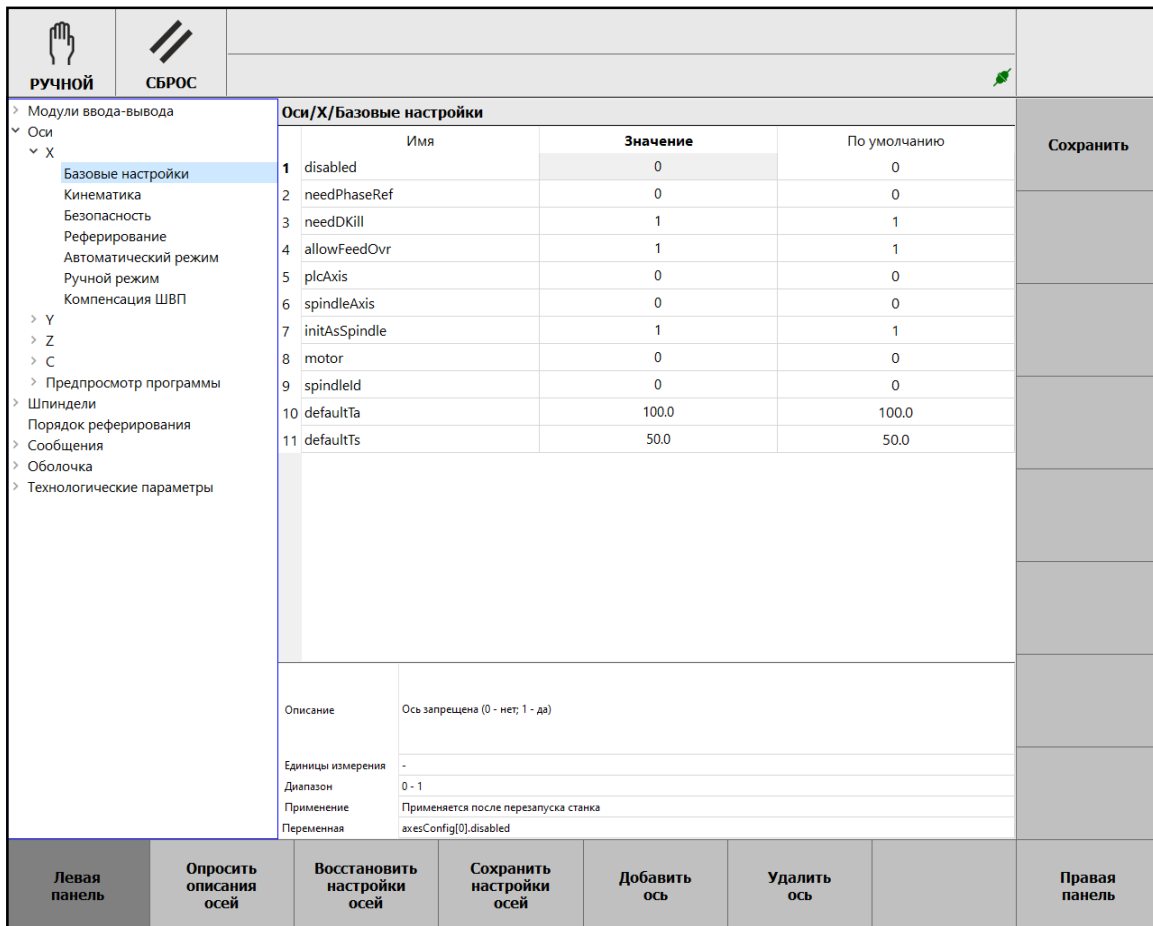 РУЧНОЙ
СБРОС
Модули ввода-вывода
Оси
X
Базовые настройки
Кинематика
Безопасность
Реферирование
Автоматический режим
Ручной режим
Компенсация ШВП
Y
Z
C
Предпросмотр программы
Шпиндели
Порядок реферирования
Сообщения
Оболочка
Технологические параметры
Оси/X/Базовые настройки
Имя Значение По умолчанию
1 disabled 0 0
2 needPhaseRef 0 0
3 needDKill 1 1
4 allowFeedOvr 1 1
5 plcAxis 0 0
6 spindleAxis 0 0
7 initAsSpindle 1 1
8 motor 0 0
9 spindleId 0 0
10 defaultTa 100.0 100.0
11 defaultTs 50.0 50.0
Описание Ось запрещена (0 - нет; 1 - да)
Единицы измерения -
Диапазон 0 - 1
Применение Применяется после перезапуска станка
Переменная axesConfig[0].disabled
Сохранить
Левая
панель
Опросить
описания
осей
Восстановить
настройки
осей
Сохранить
настройки
осей
Добавить
ось
Удалить
ось
Правая
панель